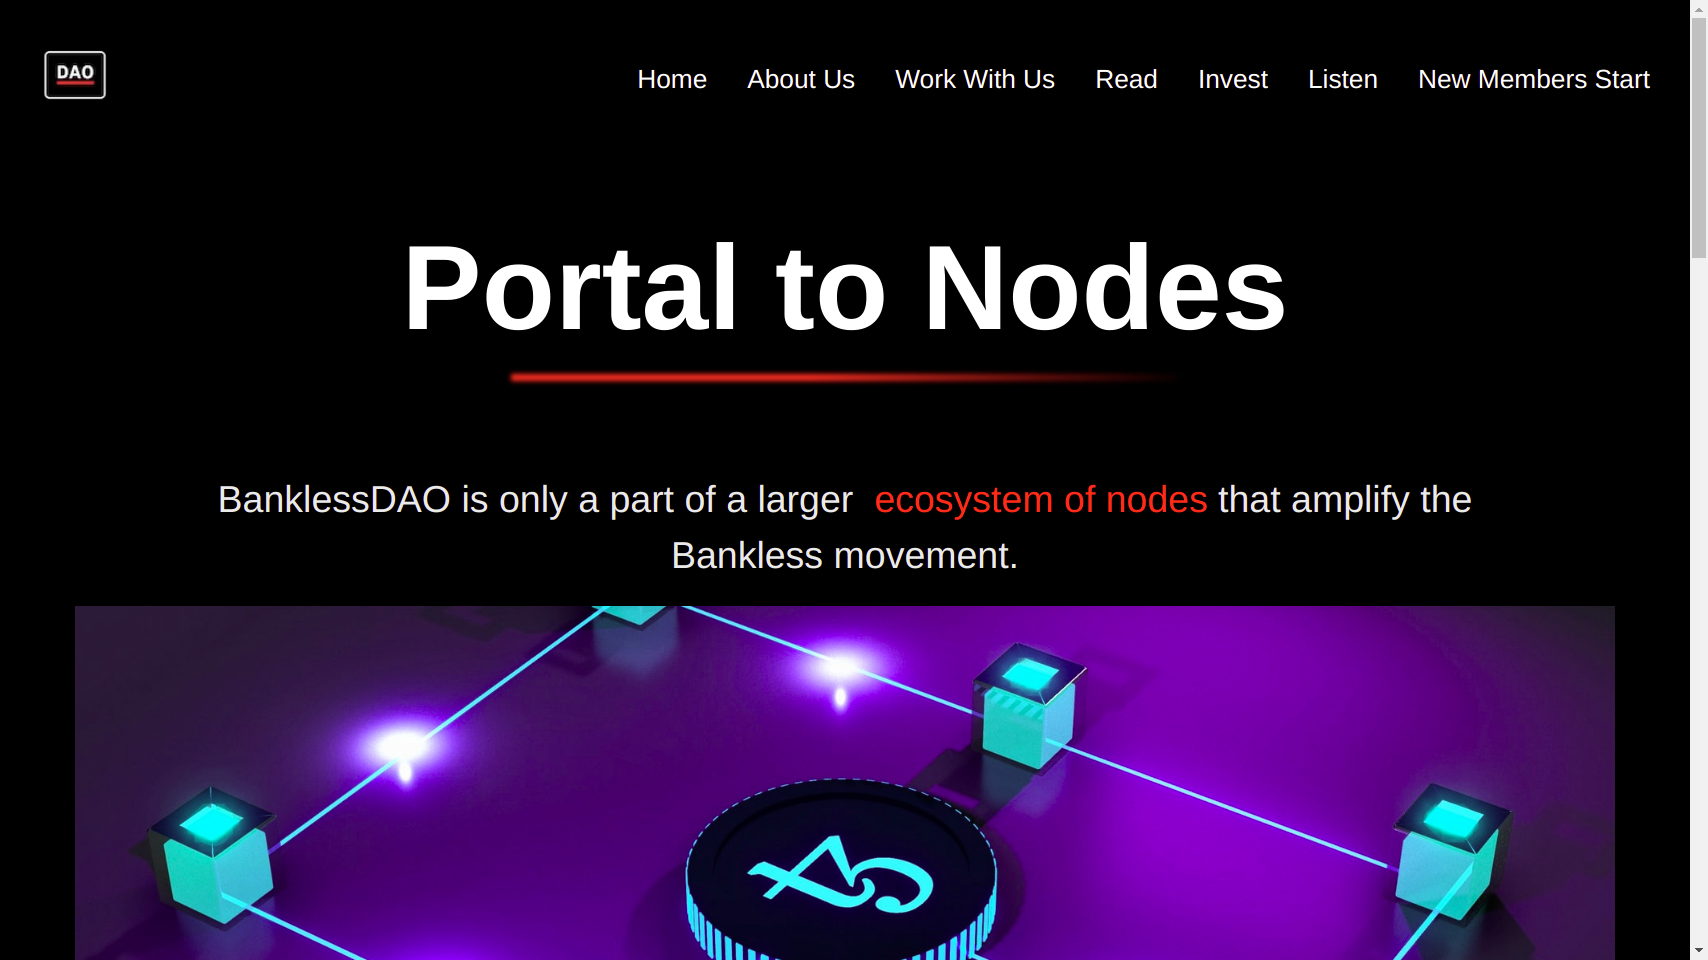 DAO
Home About Us Work With Us Read Invest Listen New Members Start
Portal to Nodes
BanklessDAO is only a part of a larger ecosystem of nodes that amplify the
Bankless movement.